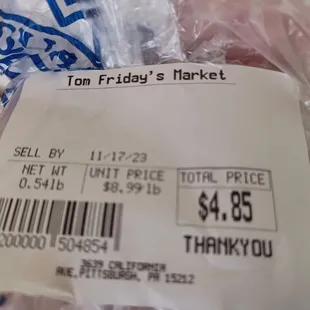 Tom Friday's Market
SELL BY 11/17/23
NET WT UNIT PRICE TOTAL PRICE
0.54lb $8.99lb $4.85
200000 504854 THANKYOU
3639 CALIFORNIA
AVE.PITTSBURGH, PA 15212